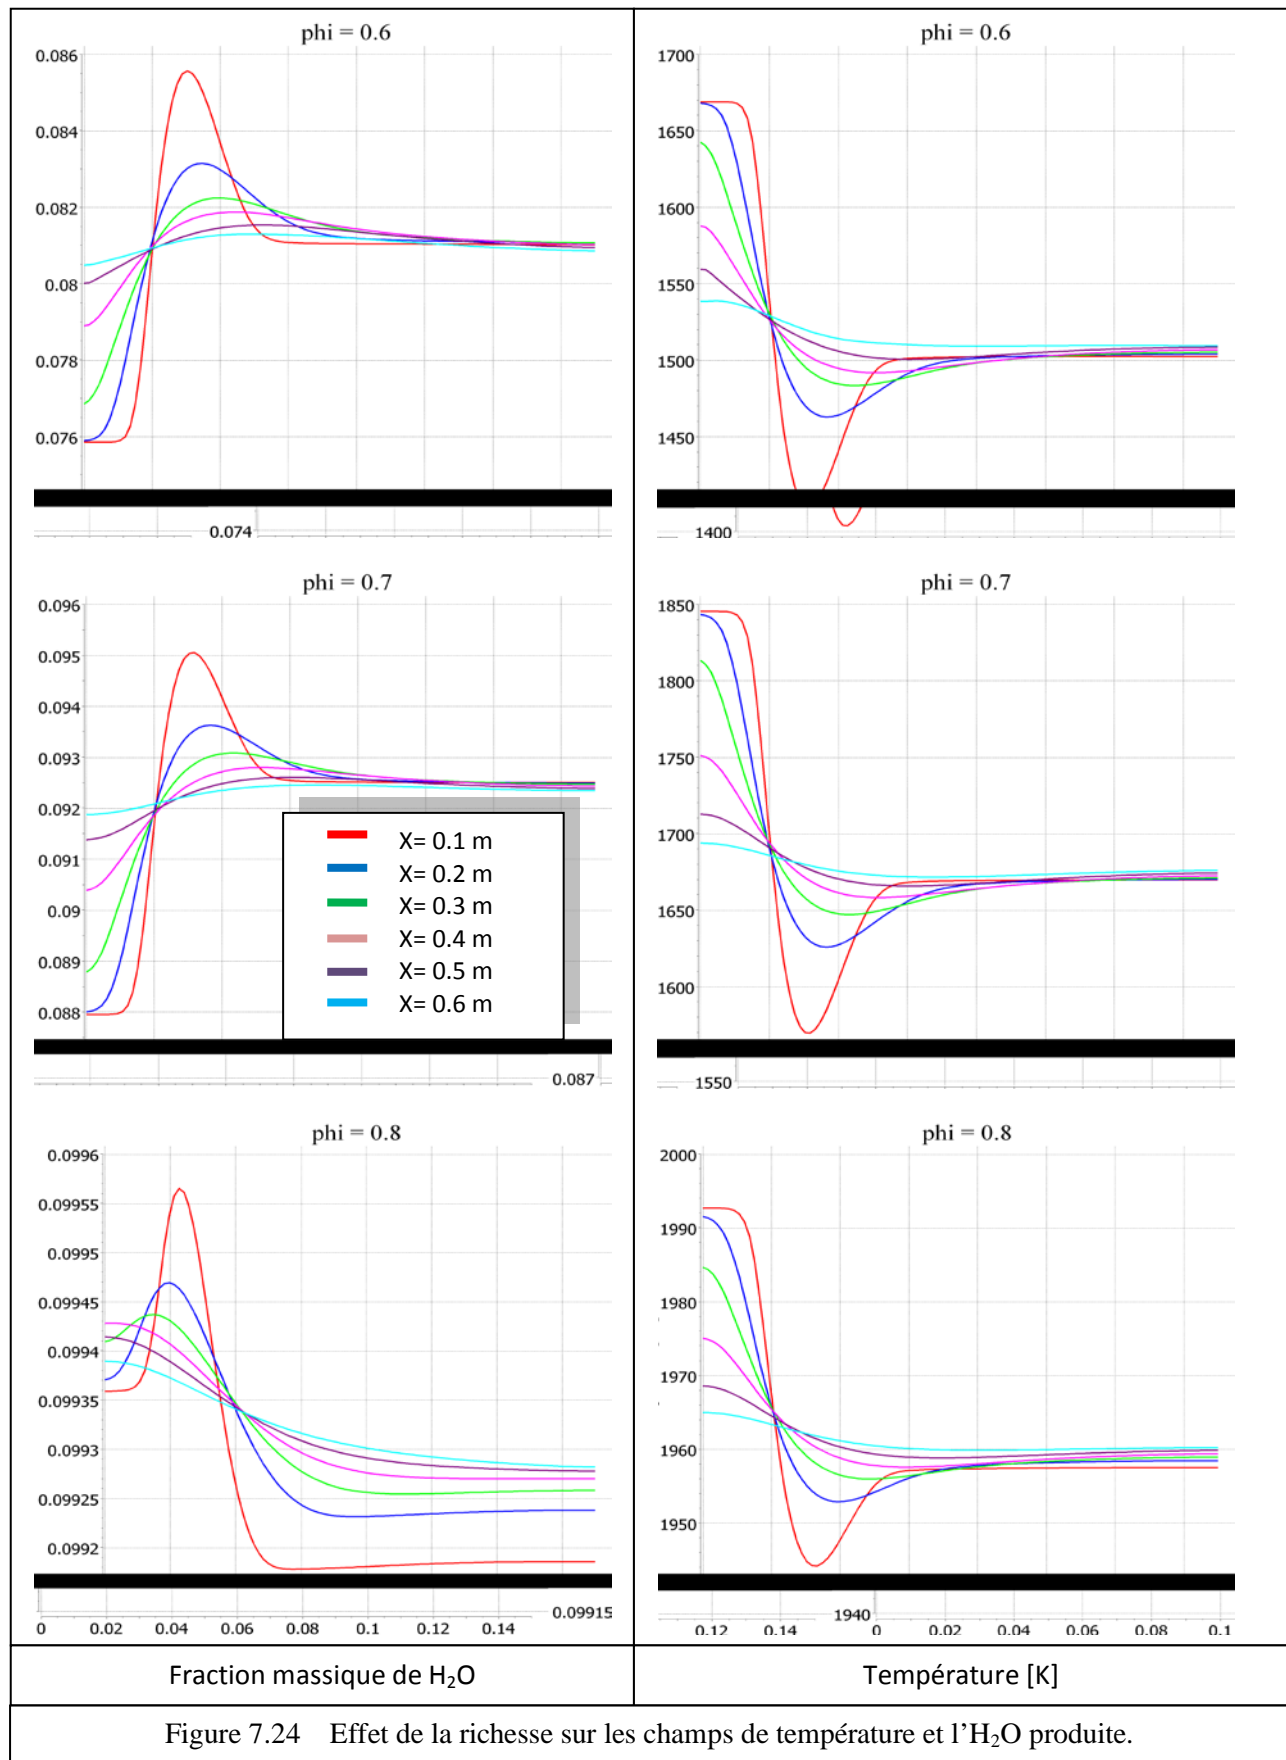 phi = 0.6
0.086
0.084
0.082
0.08
0.078
0.076
0.074
phi = 0.6
1700
1650
1600
1550
1500
1450
1400
phi = 0.7
0.096
0.095
0.094
0.093
0.092
0.091
0.09
0.089
0.088
0.087
X= 0.1 m
X= 0.2 m
X= 0.3 m
X= 0.4 m
X= 0.5 m
X= 0.6 m
phi = 0.7
1850
1800
1750
1700
1650
1600
1550
phi = 0.8
0.0996
0.09955
0.0995
0.09945
0.0994
0.09935
0.0993
0.09925
0.0992
0.09915
0 0.02 0.04 0.06 0.08 0.1 0.12 0.14
phi = 0.8
2000
1990
1980
1970
1960
1950
1940
0.12 0.14 0 0.02 0.04 0.06 0.08 0.1
Fraction massique de H₂O
Température [K]
Figure 7.24 Effet de la richesse sur les champs de température et l’H₂O produite.